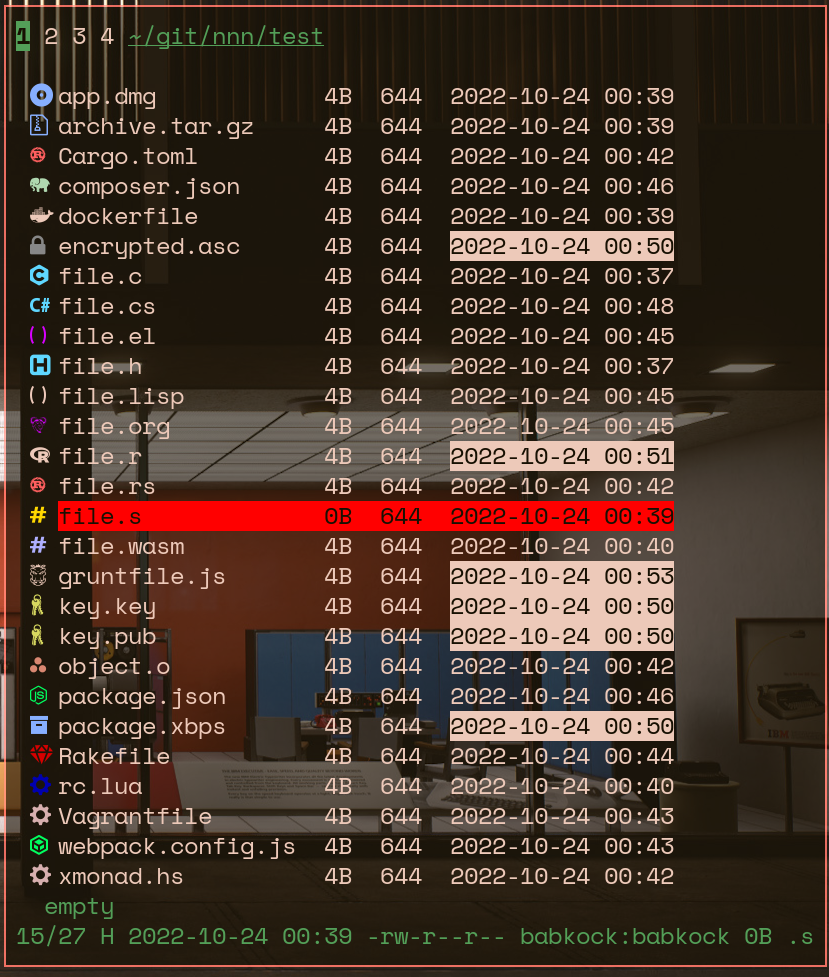 1 2 3 4 ~/git/nnn/test
app.dmg 4B 644 2022-10-24 00:39
archive.tar.gz 4B 644 2022-10-24 00:39
Cargo.toml 4B 644 2022-10-24 00:42
composer.json 4B 644 2022-10-24 00:46
dockerfile 4B 644 2022-10-24 00:39
encrypted.asc 4B 644 2022-10-24 00:50
file.c 4B 644 2022-10-24 00:37
file.cs 4B 644 2022-10-24 00:48
file.el 4B 644 2022-10-24 00:45
file.h 4B 644 2022-10-24 00:37
file.lisp 4B 644 2022-10-24 00:45
file.org 4B 644 2022-10-24 00:45
file.r 4B 644 2022-10-24 00:51
file.rs 4B 644 2022-10-24 00:42
file.s 0B 644 2022-10-24 00:39
file.wasm 4B 644 2022-10-24 00:40
gruntfile.js 4B 644 2022-10-24 00:53
key.key 4B 644 2022-10-24 00:50
key.pub 4B 644 2022-10-24 00:50
object.o 4B 644 2022-10-24 00:42
package.json 4B 644 2022-10-24 00:46
package.xbps 4B 644 2022-10-24 00:50
Rakefile 4B 644 2022-10-24 00:44
rc.lua 4B 644 2022-10-24 00:40
Vagrantfile 4B 644 2022-10-24 00:43
webpack.config.js 4B 644 2022-10-24 00:43
xmonad.hs 4B 644 2022-10-24 00:42
empty
15/27 H 2022-10-24 00:39 -rw-r--r-- babkock:babkock 0B .s
IBM